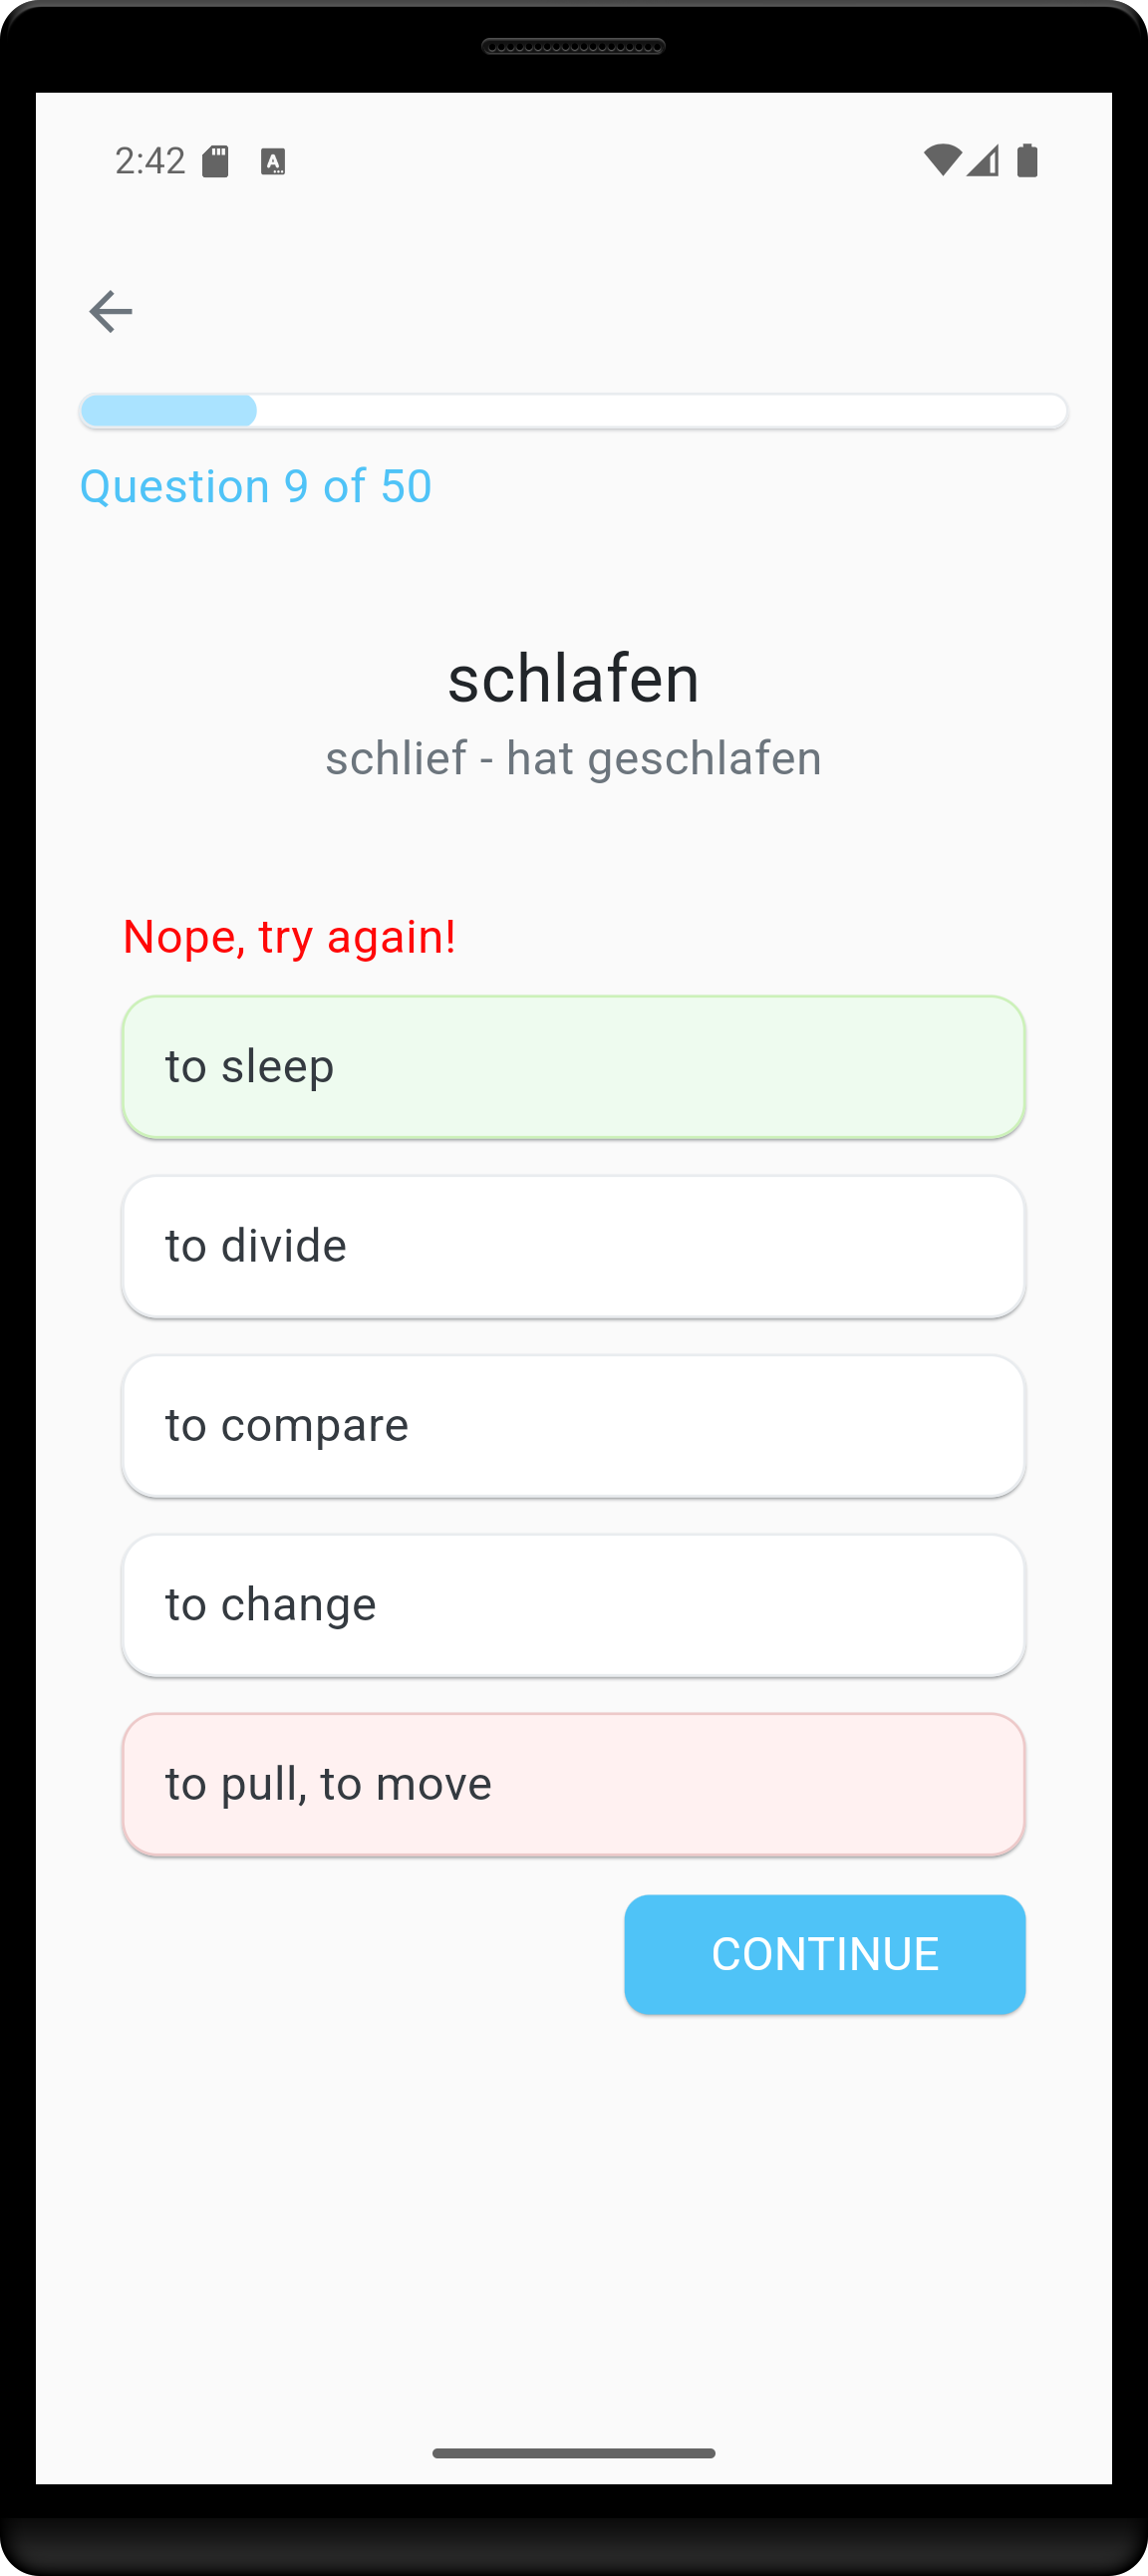 2:42
Question 9 of 50
schlafen
schlief - hat geschlafen
Nope, try again!
to sleep
to divide
to compare
to change
to pull, to move
CONTINUE